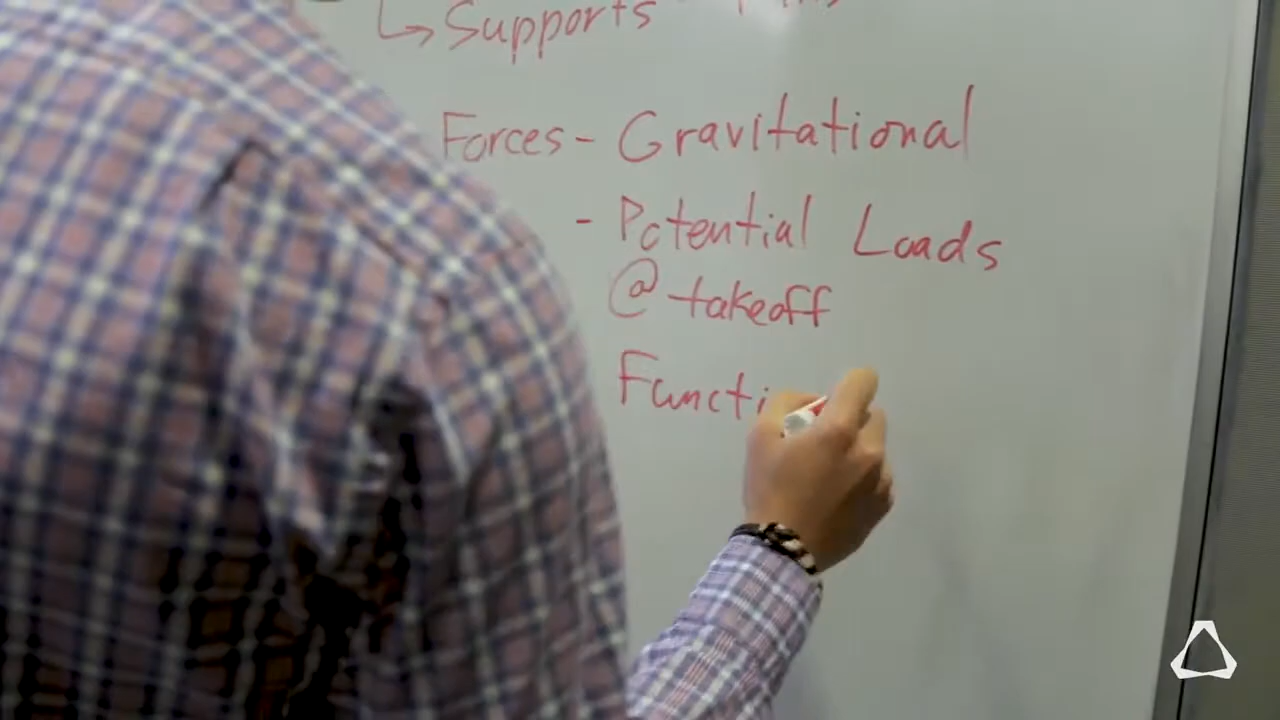 ↳ Supports -
Forces - Gravitational
- Potential Loads
@ takeoff
Functi